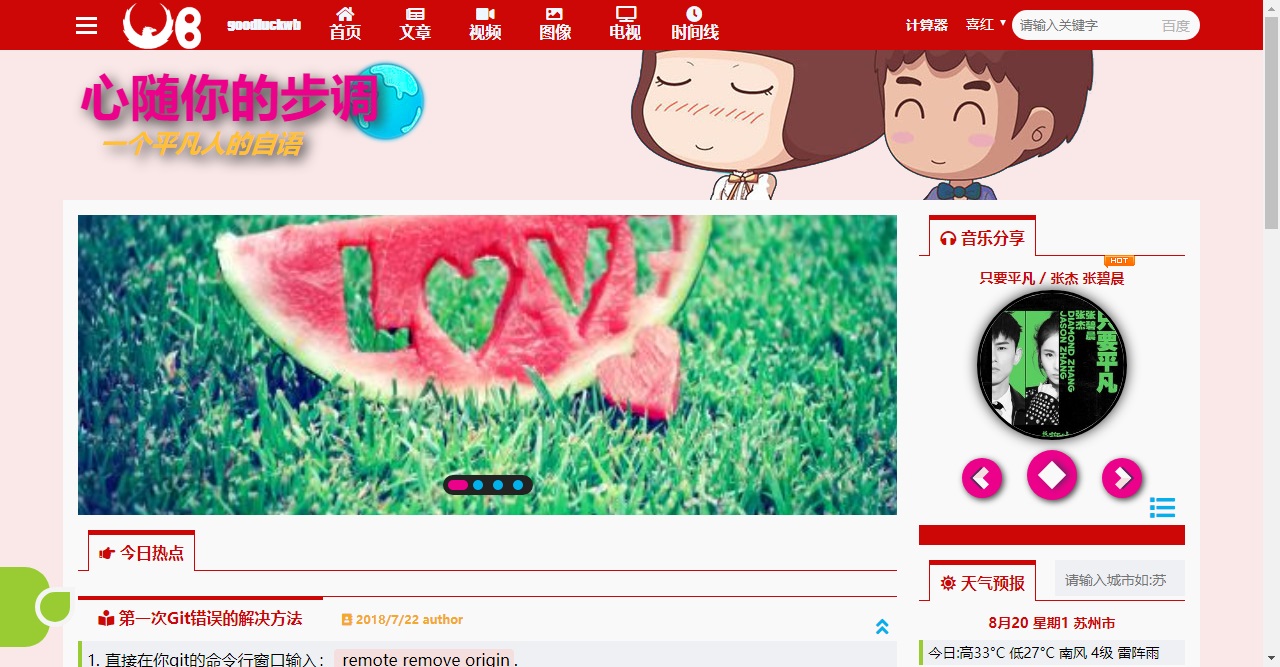 8 goodluckwb 首页 文章 视频 图像 电视 时间线 计算器 喜红 请输入关键字 百度
心随你的步调
一个平凡人的自语
LOVE
音乐分享
HOT
只要平凡 / 张杰 张碧晨
只要平凡
张碧晨
张杰
DIAMOND ZHANG
JASON ZHANG
今日热点
第一次Git错误的解决方法 2018/7/22 author
1. 直接在你git的命令行窗口输入： remote remove origin .
天气预报 请输入城市如:苏
8月20 星期1 苏州市
今日:高33°C 低27°C 南风 4级 雷阵雨